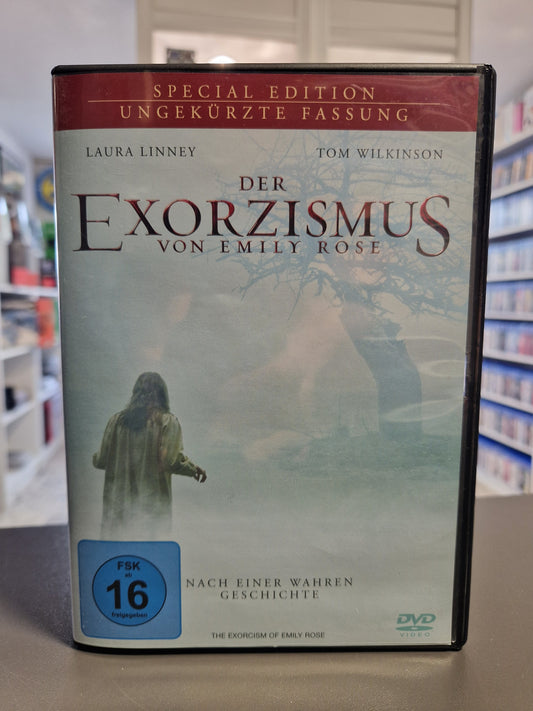 SPECIAL EDITION
UNGEKÜRZTE FASSUNG
LAURA LINNEY
TOM WILKINSON
DER
EXORZISMUS
VON EMILY ROSE
FSK
ab
16
freigegeben
NACH EINER WAHREN
GESCHICHTE
DVD
VIDEO
THE EXORCISM OF EMILY ROSE